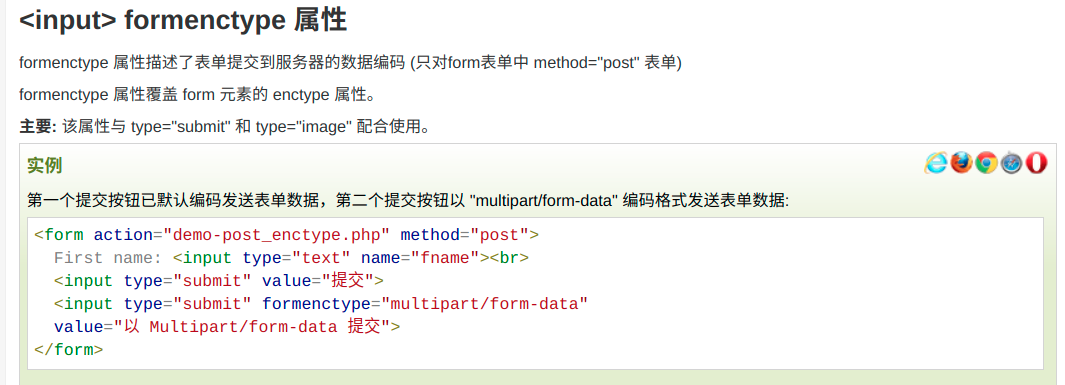 <input> formenctype 属性
formenctype 属性描述了表单提交到服务器的数据编码 (只对form表单中 method="post" 表单)
formenctype 属性覆盖 form 元素的 enctype 属性。
主要: 该属性与 type="submit" 和 type="image" 配合使用。
实例
第一个提交按钮已默认编码发送表单数据，第二个提交按钮以 "multipart/form-data" 编码格式发送表单数据:
<form action="demo-post_enctype.php" method="post">
  First name: <input type="text" name="fname"><br>
  <input type="submit" value="提交">
  <input type="submit" formenctype="multipart/form-data"
  value="以 Multipart/form-data 提交">
</form>